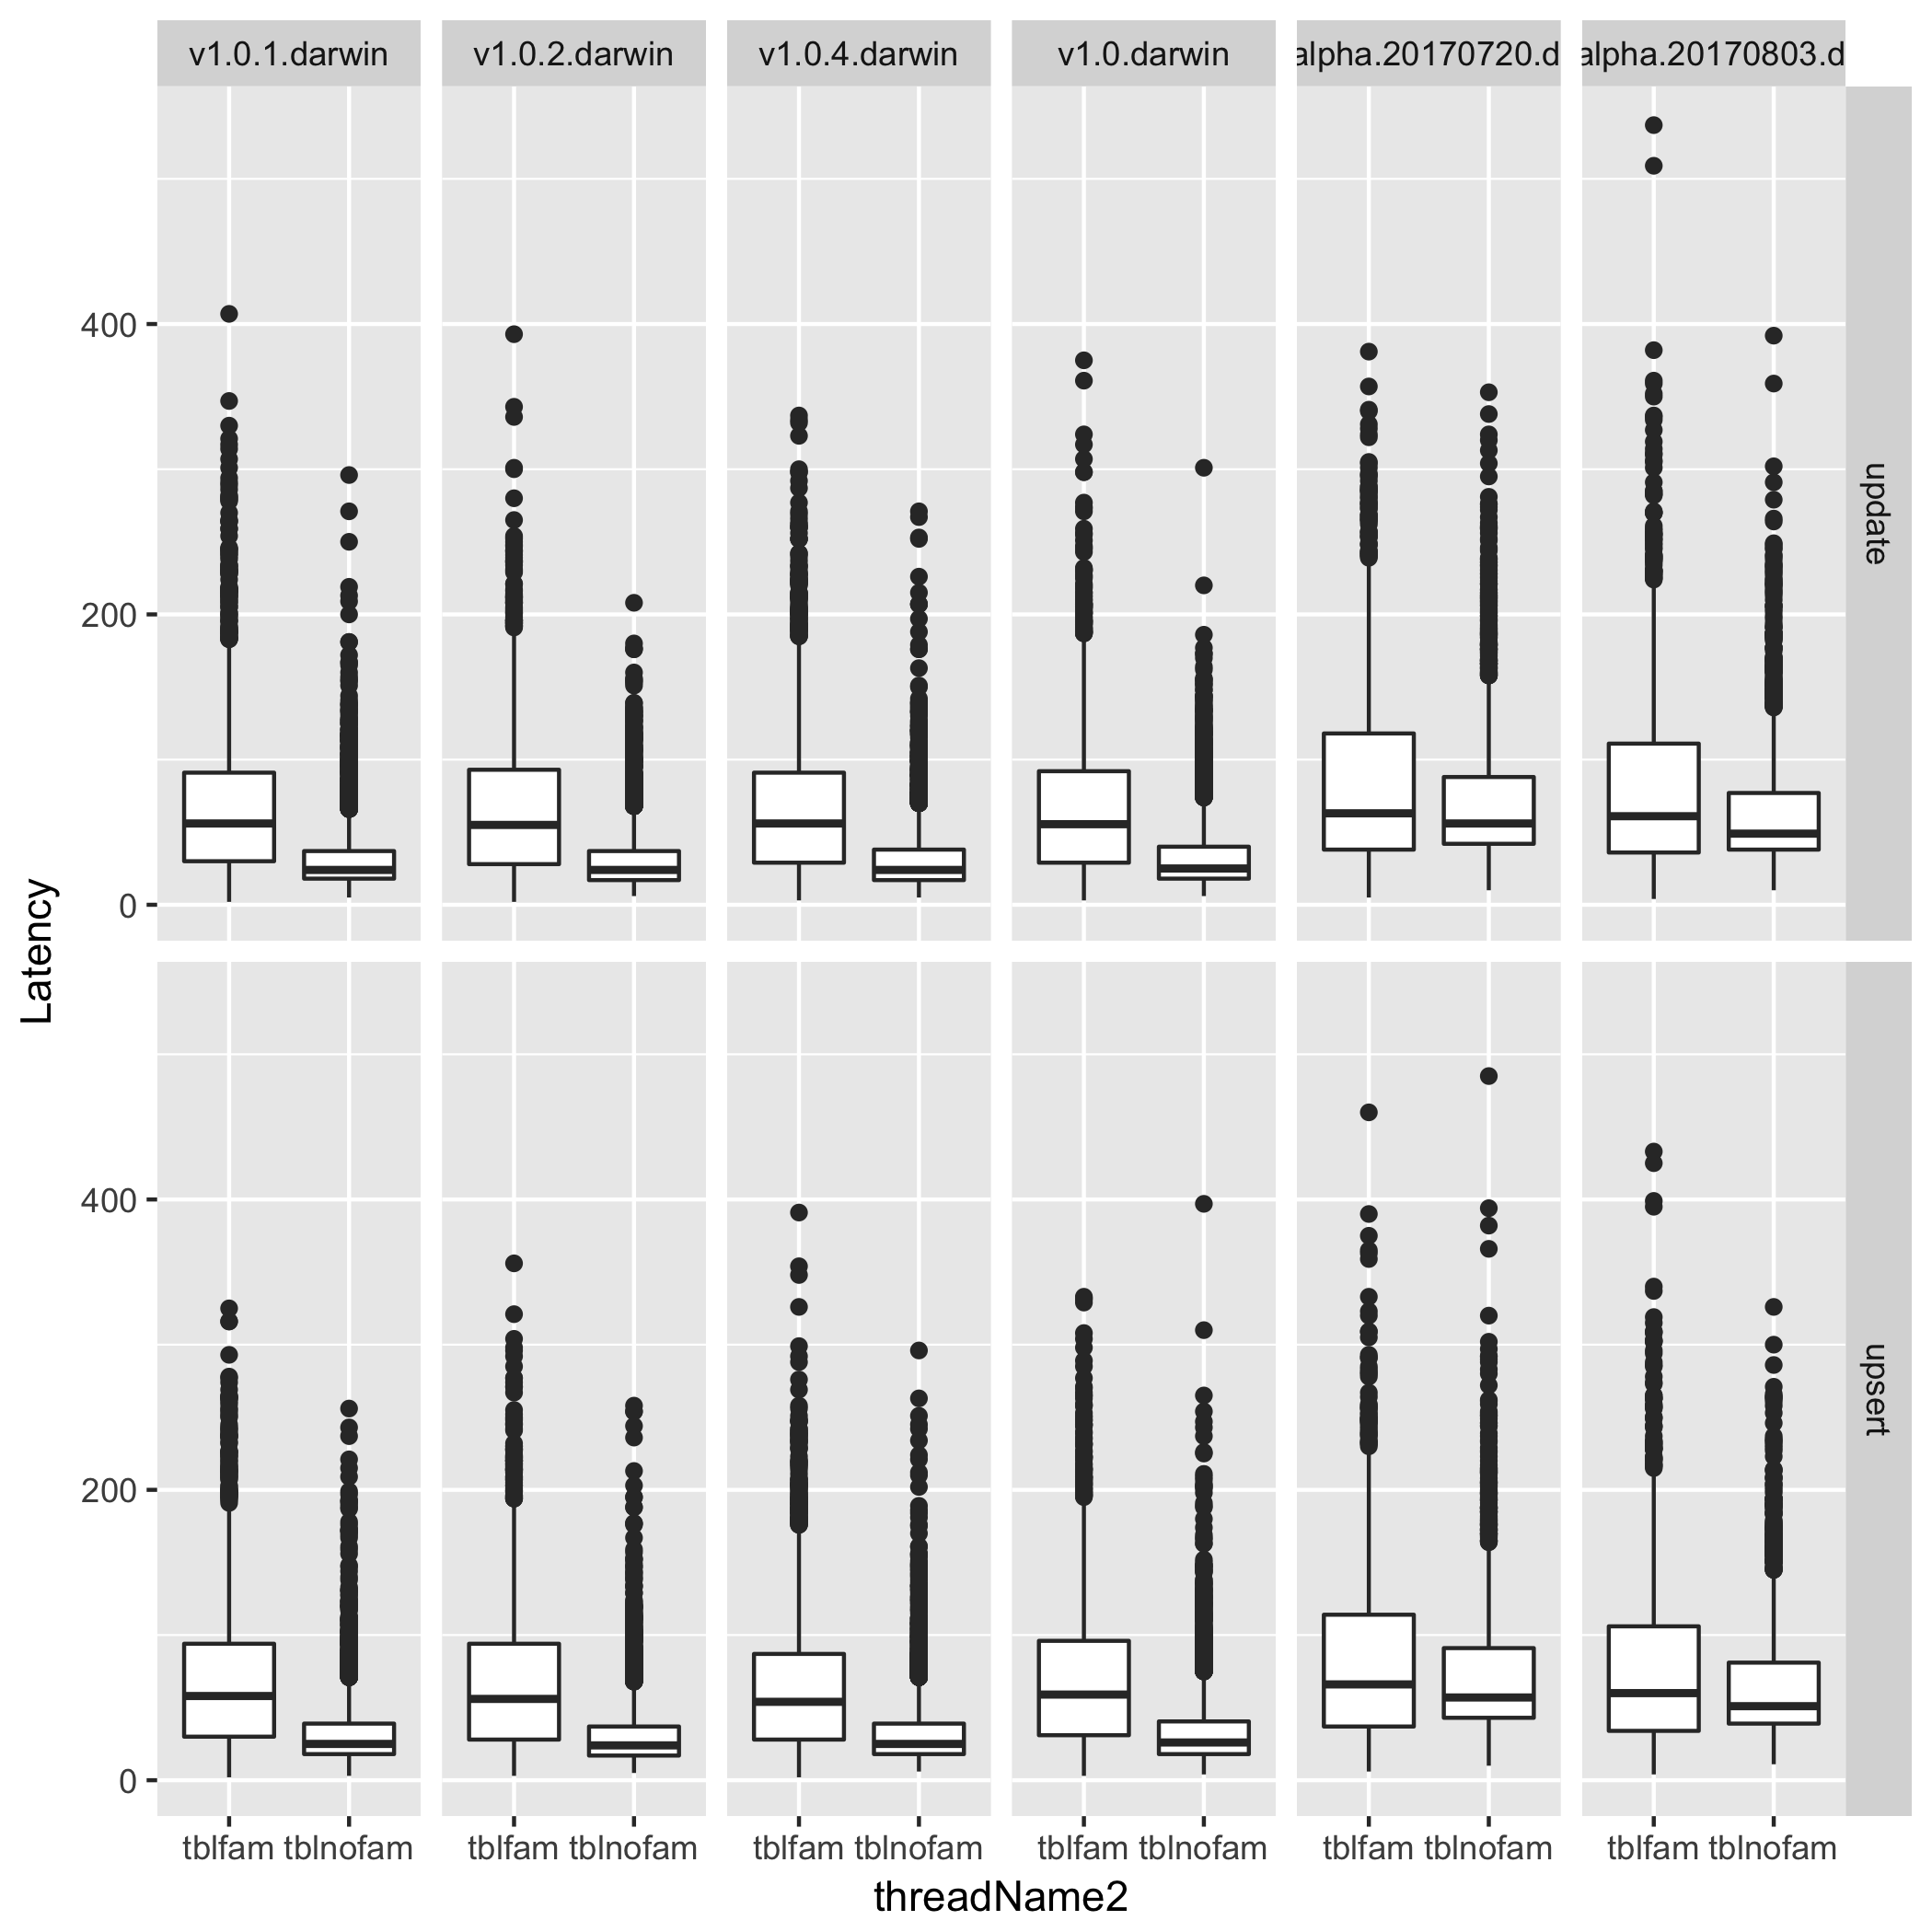 v1.0.1.darwin v1.0.2.darwin v1.0.4.darwin v1.0.darwin alpha.20170720.d alpha.20170803.d
update
400
200
0
Latency
upsert
400
200
0
tblfam tblnofam tblfam tblnofam tblfam tblnofam tblfam tblnofam tblfam tblnofam tblfam tblnofam
threadName2